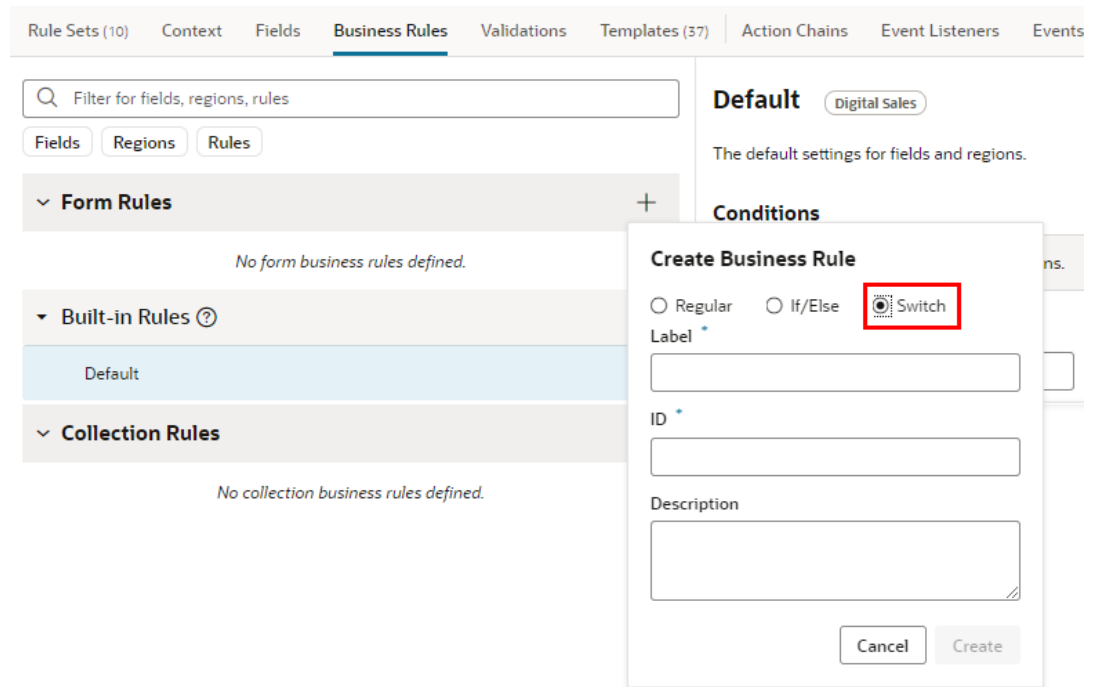 Rule Sets (10) Context Fields Business Rules Validations Templates (37) Action Chains Event Listeners Events
Filter for fields, regions, rules
Fields Regions Rules
Form Rules
No form business rules defined.
Built-in Rules
Default
Collection Rules
No collection business rules defined.
Default Digital Sales
The default settings for fields and regions.
Conditions
ns.
Create Business Rule
Regular If/Else Switch
Label *
ID *
Description
Cancel Create